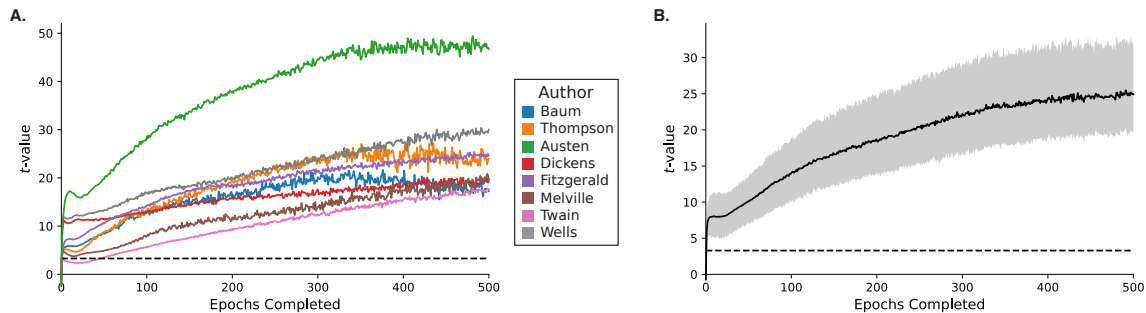 A.
50
40
30
20
10
0
t-value
0 100 200 300 400 500
Epochs Completed
Author
Baum
Thompson
Austen
Dickens
Fitzgerald
Melville
Twain
Wells
B.
30
25
20
15
10
5
0
t-value
0 100 200 300 400 500
Epochs Completed